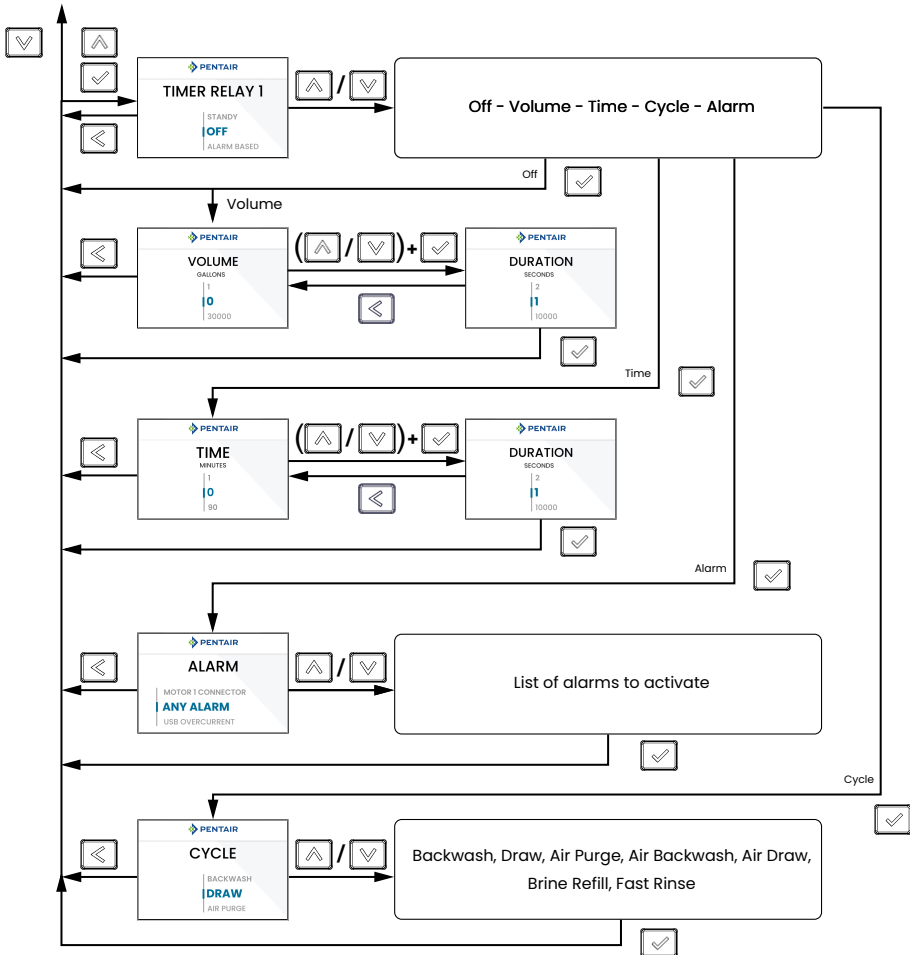 PENTAIR
TIMER RELAY 1
STANDY
OFF
ALARM BASED
/
Off - Volume - Time - Cycle - Alarm
Off
Volume
PENTAIR
VOLUME
GALLONS
1
0
30000
( / ) +
PENTAIR
DURATION
SECONDS
2
1
10000
Time
PENTAIR
TIME
MINUTES
1
0
90
( / ) +
PENTAIR
DURATION
SECONDS
2
1
10000
Alarm
PENTAIR
ALARM
MOTOR 1 CONNECTOR
ANY ALARM
USB OVERCURRENT
/
List of alarms to activate
Cycle
PENTAIR
CYCLE
BACKWASH
DRAW
AIR PURGE
/
Backwash, Draw, Air Purge, Air Backwash, Air Draw,
Brine Refill, Fast Rinse